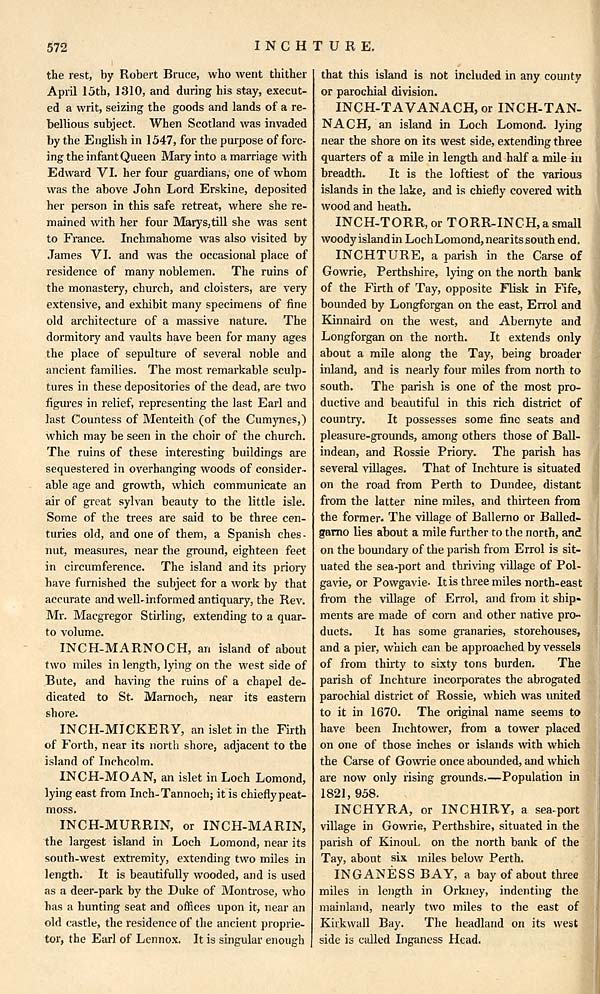 572
INCHTURE.
the rest, by Robert Bruce, who went thither
April 15th, 1310, and during his stay, execut-
ed a writ, seizing the goods and lands of a re-
bellious subject. When Scotland was invaded
by the English in 1547, for the purpose of forc-
ing the infant Queen Mary into a marriage with
Edward VI. her four guardians, one of whom
was the above John Lord Erskine, deposited
her person in this safe retreat, where she re-
mained with her four Marys, till she was sent
to France. Inchmahome was also visited by
James VI. and was the occasional place of
residence of many noblemen. The ruins of
the monastery, church, and cloisters, are very
extensive, and exhibit many specimens of fine
old architecture of a massive nature. The
dormitory and vaults have been for many ages
the place of sepulture of several noble and
ancient families. The most remarkable sculp-
tures in these depositories of the dead, are two
figures in relief, representing the last Earl and
last Countess of Menteith (of the Cumynes,)
which may be seen in the choir of the church.
The ruins of these interesting buildings are
sequestered in overhanging woods of consider-
able age and growth, which communicate an
air of great sylvan beauty to the little isle.
Some of the trees are said to be three cen-
turies old, and one of them, a Spanish ches-
nut, measures, near the ground, eighteen feet
in circumference. The island and its priory
have furnished the subject for a work by that
accurate and well-informed antiquary, the Rev.
Mr. Macgregor Stirling, extending to a quar-
to volume.
INCH-MARNOCH, an island of about
two miles in length, lying on the west side of
Bute, and having the ruins of a chapel de-
dicated to St. Marnoch, near its eastern
shore.
INCH-MICKERY, an islet in the Firth
of Forth, near its north shore, adjacent to the
island of Inchcolm.
INCH-MOAN, an islet in Loch Lomond,
lying east from Inch-Tannoch; it is chiefly peat-
moss.
INCH-MURRIN, or INCH-MARIN,
the largest island in Loch Lomond, near its
south-west extremity, extending two miles in
length. It is beautifully wooded, and is used
as a deer-park by the Duke of Montrose, who
has a hunting seat and offices upon it, near an
old castle, the residence of the ancient proprie-
tor, the Earl of Lennox. It is singular enough
that this island is not included in any county
or parochial division.
INCH-TAVANACH, or INCH-TAN-
NACH, an island in Loch Lomond. lying
near the shore on its west side, extending three
quarters of a mile in length and half a mile in
breadth. It is the loftiest of the various
islands in the lake, and is chiefly covered with
wood and heath.
INCH-TORR, or TORR-INCH, a small
woody island in Loch Lomond, near its south end.
INCHTURE, a parish in the Carse of
Gowrie, Perthshire, lying on the north bank
of the Firth of Tay, opposite Flisk in Fife,
bounded by Longforgan on the east, Errol and
Kinnaird on the west, and Abernyte and
Longforgan on the north. It extends only
about a mile along the Tay, being broader
inland, and is nearly four miles from north to
south. The parish is one of the most pro-
ductive and beautiful in this rich district of
country. It possesses some fine seats and
pleasure-grounds, among others those of Ball-
indean, and Rossie Priory. The parish has
several villages. That of Inchture is situated
on the road from Perth to Dundee, distant
from the latter nine miles, and thirteen from
the former. The village of Ballerno or Balled-
garno lies about a mile further to the north, and
on the boundary of the parish from Errol is sit-
uated the sea-port and thriving village of Pol-
gavie, or Powgavie. It is three miles north-east
from the village of Errol, and from it ship-
ments are made of corn and other native pro-
ducts. It has some granaries, storehouses,
and a pier, which can be approached by vessels
of from thirty to sixty tons burden. The
parish of Inchture incorporates the abrogated
parochial district of Rossie, which was united
to it in 1670. The original name seems to
have been Inchtower, from a tower placed
on one of those inches or islands with which
the Carse of Gowrie once abounded, and which
are now only rising grounds.—Population in
1821, 958.
INCHYRA, or INCHIRY, a sea-port
village in Gowrie, Perthshire, situated in the
parish of Kinoul. on the north bank of the
Tay, about six miles below Perth.
INGANESS BAY, a bay of about three
miles in length in Orkney, indenting the
mainland, nearly two miles to the east of
Kirkwall Bay. The headland on its west
side is called Inganess Head.